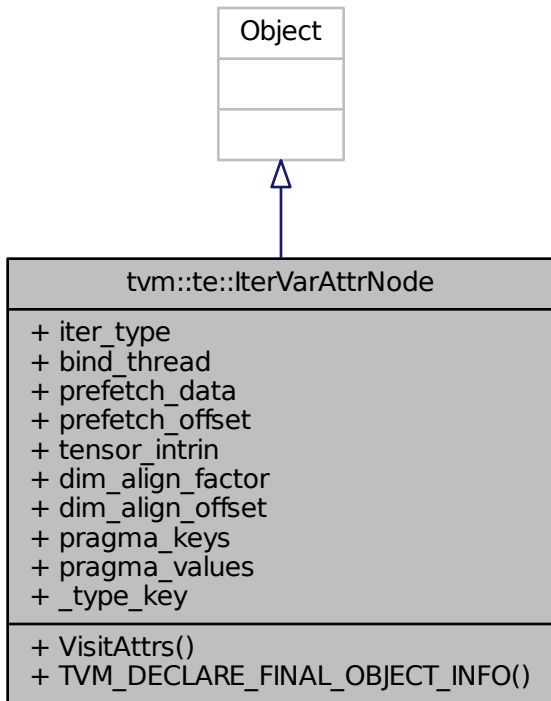 Object
tvm::te::IterVarAttrNode
+ iter_type
+ bind_thread
+ prefetch_data
+ prefetch_offset
+ tensor_intrin
+ dim_align_factor
+ dim_align_offset
+ pragma_keys
+ pragma_values
+ _type_key
+ VisitAttrs()
+ TVM_DECLARE_FINAL_OBJECT_INFO()